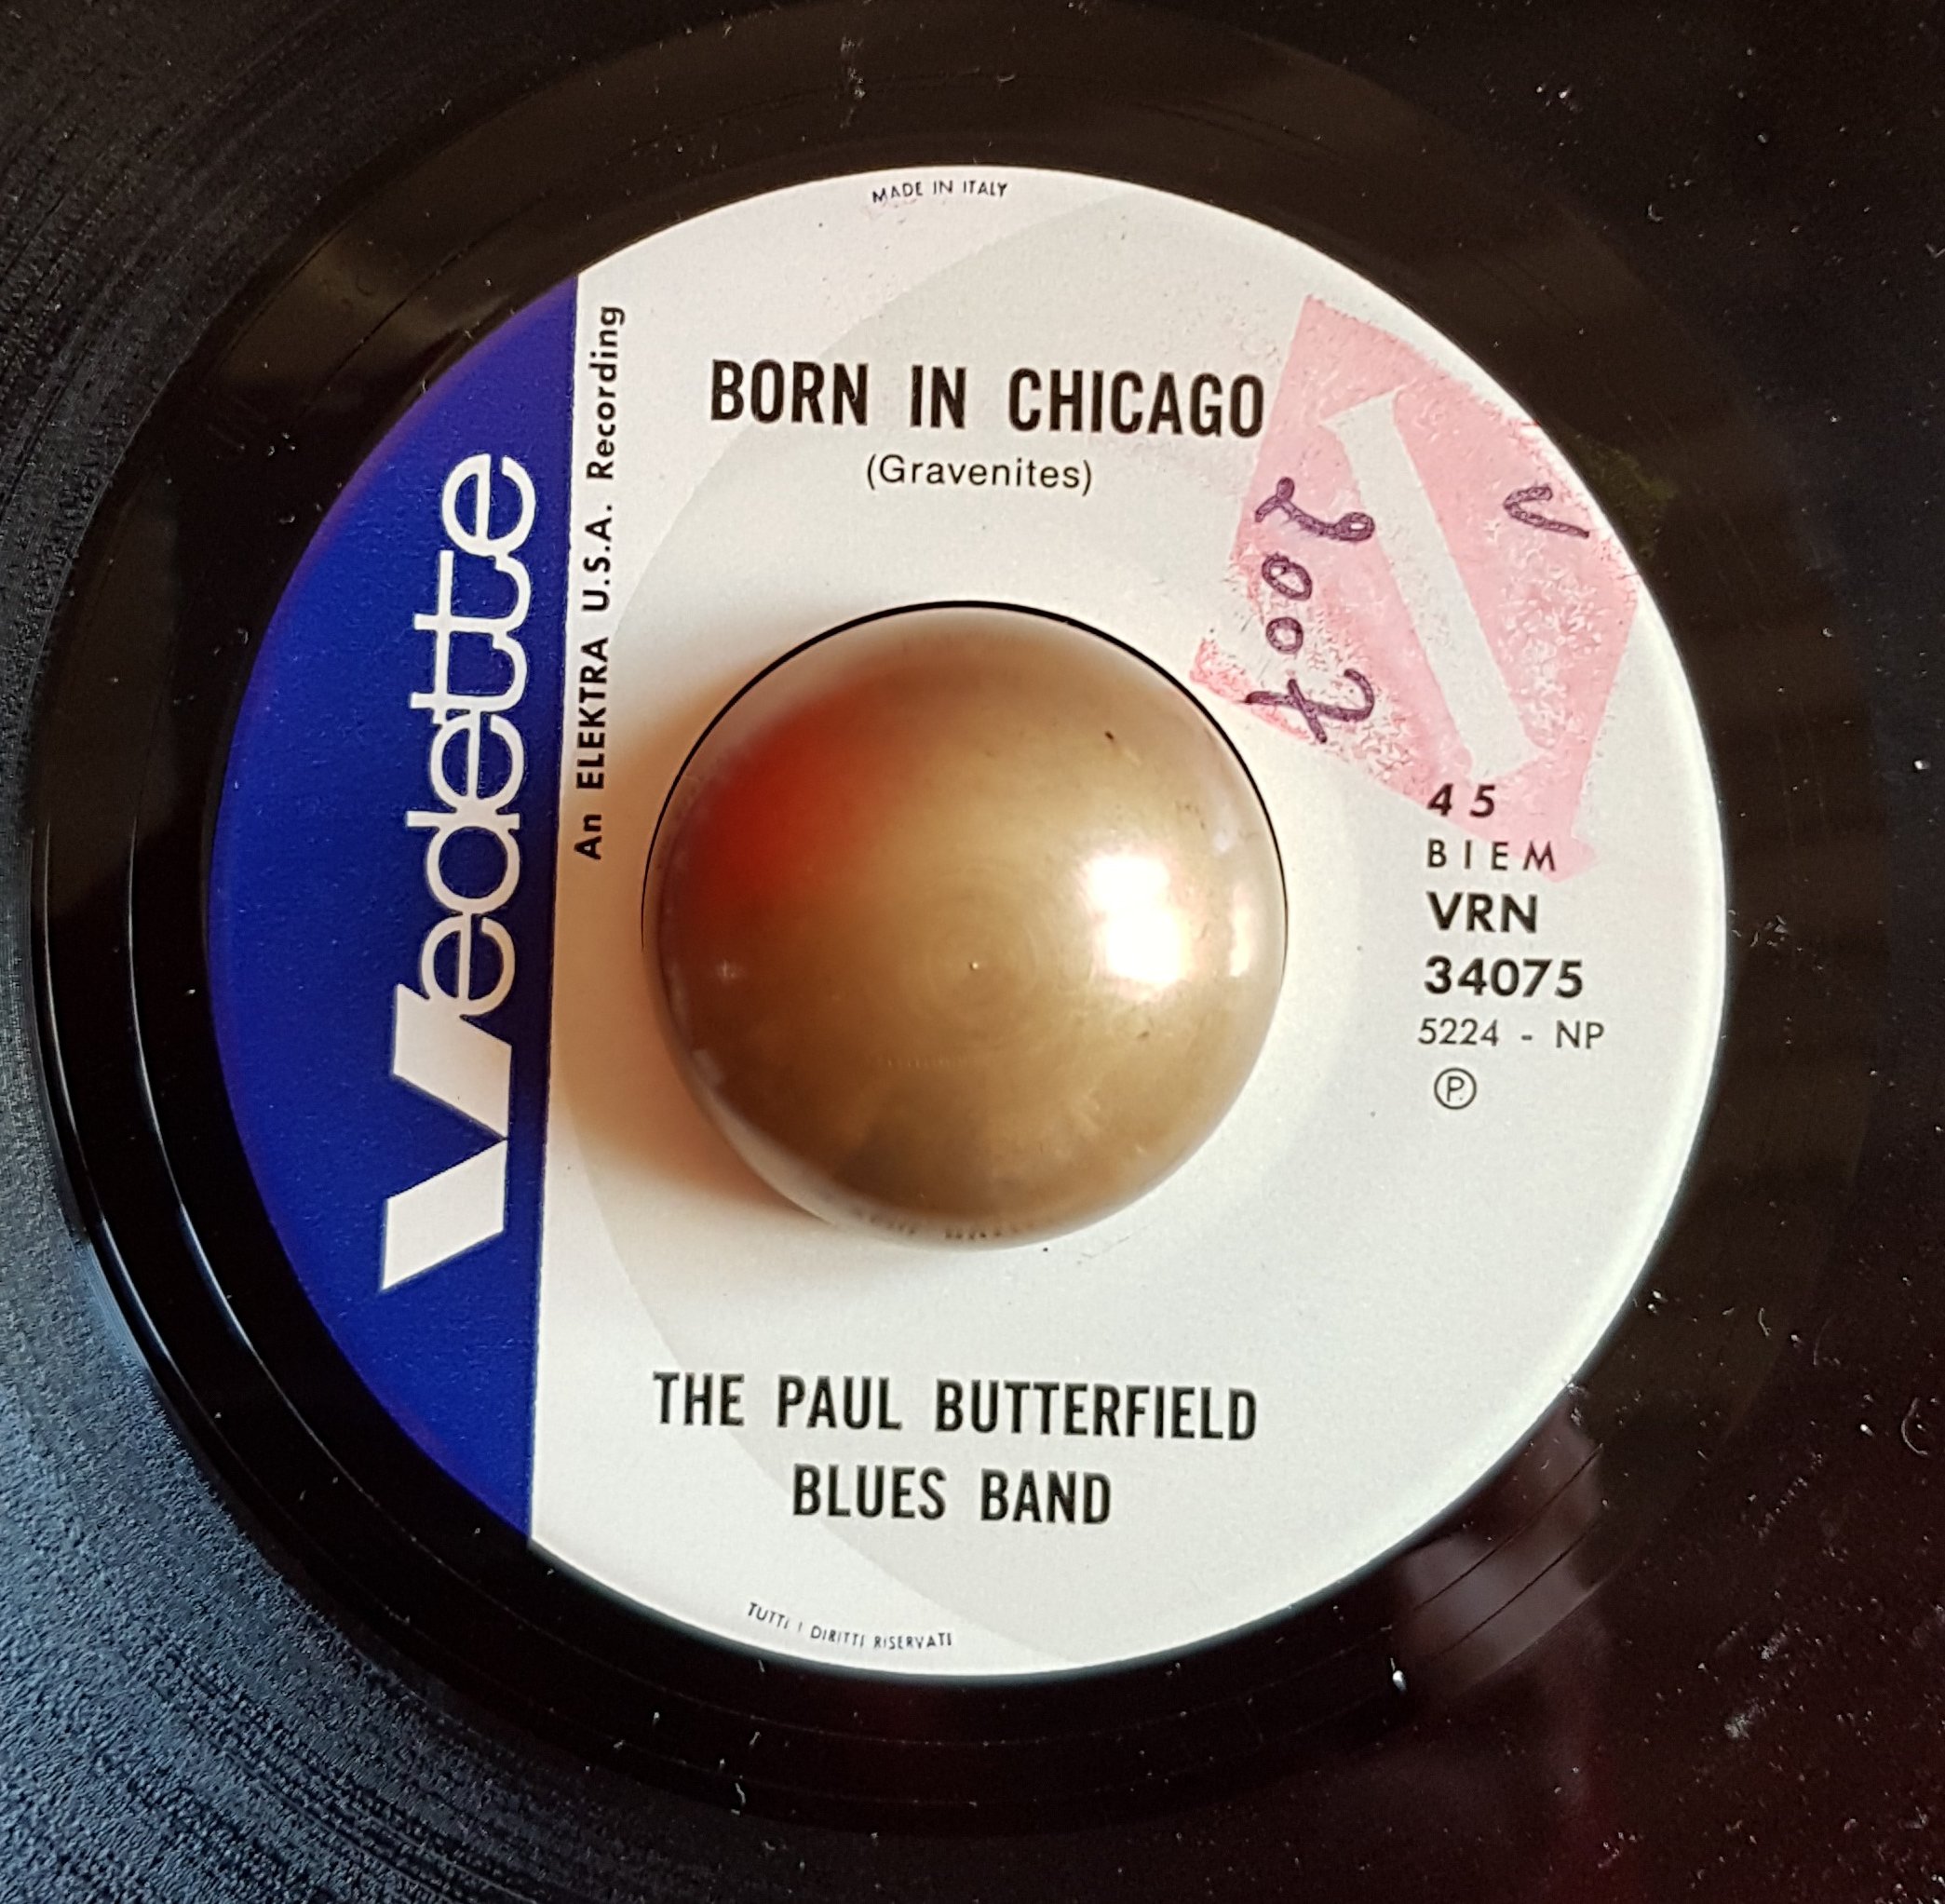 MADE IN ITALY
BORN IN CHICAGO
(Gravenites)
Vedette
An ELEKTRA U.S.A. Recording
45
BIEM
VRN
34075
5224 - NP
Ⓟ
THE PAUL BUTTERFIELD
BLUES BAND
TUTTI I DIRITTI RISERVATI